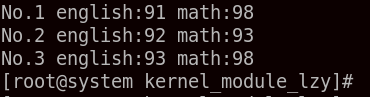 No.1 english:91 math:98
No.2 english:92 math:93
No.3 english:93 math:98
[root@system kernel_module_lzy]#